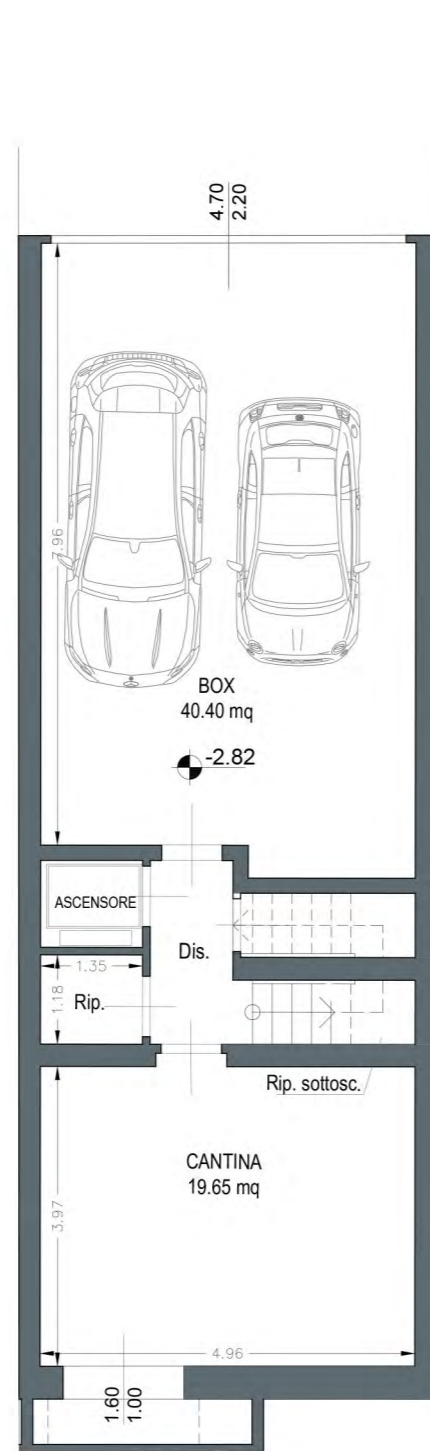 4.70
2.20
7.96
BOX
40.40 mq
-2.82
ASCENSORE
Dis.
1.35
1.18
Rip.
Rip. sottosc.
CANTINA
19.65 mq
3.97
4.96
1.60
1.00